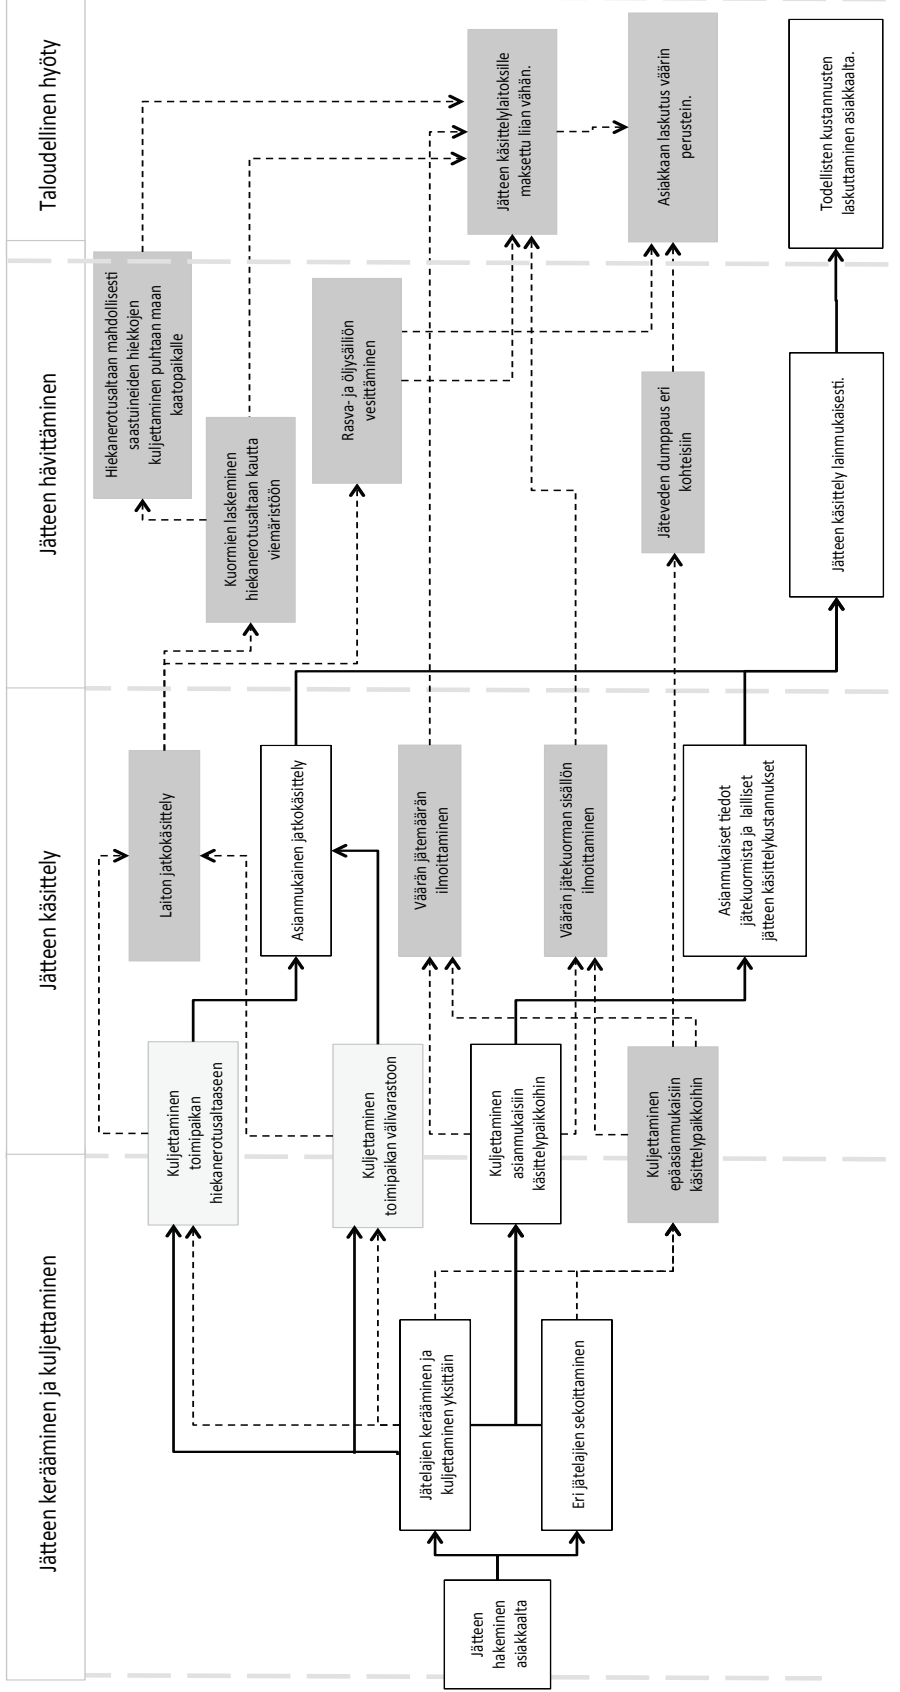 Jätteen kerääminen ja kuljettaminen
Jätteen käsittely
Jätteen hävittäminen
Taloudellinen hyöty
Jätteen
hakeminen
asiakkaalta
Jätelajien kerääminen ja
kuljettaminen yksittäin
Eri jätelajien sekoittaminen
Kuljettaminen
toimipaikan
hiekanerotusaltaaseen
Kuljettaminen
toimipaikan välivarastoon
Kuljettaminen
asianmukaisiin
käsittelypaikkoihin
Kuljettaminen
epäasianmukaisiin
käsittelypaikkoihin
Laiton jatkokäsittely
Asianmukainen jatkokäsittely
Väärän jätemäärän
ilmoittaminen
Väärän jätekuorman sisällön
ilmoittaminen
Asianmukaiset tiedot
jätekuormista ja lailliset
jätteen käsittelykustannukset
Hiekanerotusaltaan mahdollisesti
saastuineiden hiekkojen
kuljettaminen puhtaan maan
kaatopaikalle
Kuormien laskeminen
hiekanerotusaltaan kautta
viemäristöön
Rasva- ja öljysäiliön
vesittäminen
Jäteveden dumppaus eri
kohteisiin
Jätteen käsittely lainmukaisesti.
Jätteen käsittelylaitoksille
maksettu liian vähän.
Asiakkaan laskutus väärin
perustein.
Todellisten kustannusten
laskuttaminen asiakkaalta.